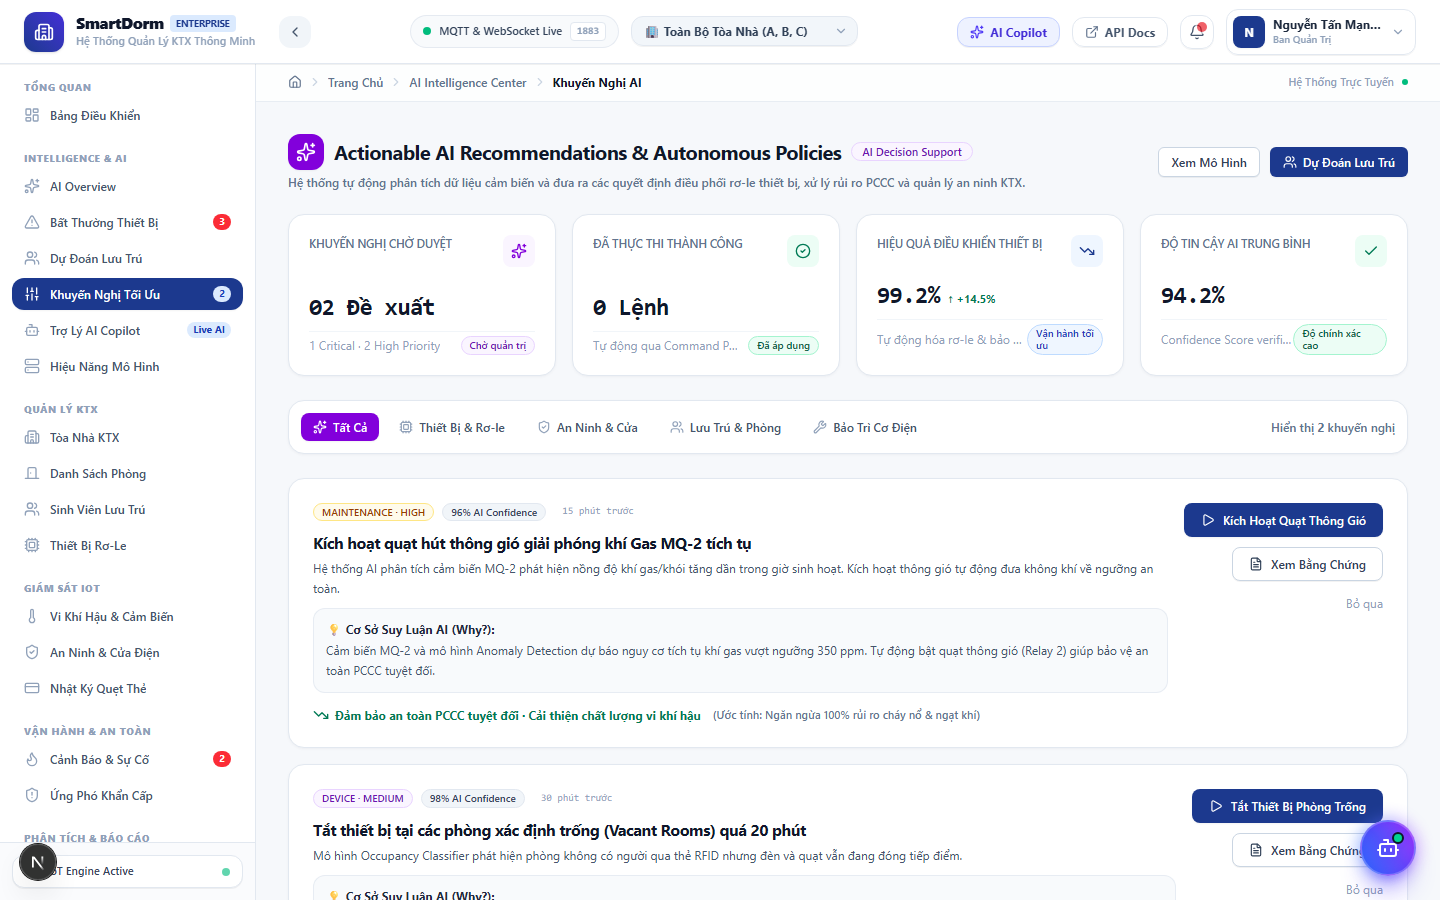 SmartDorm ENTERPRISE
Hệ Thống Quản Lý KTX Thông Minh
MQTT & WebSocket Live 1883
Toàn Bộ Tòa Nhà (A, B, C)
AI Copilot
API Docs
N
Nguyễn Tấn Mạn...
Ban Quản Trị
TỔNG QUAN
Bảng Điều Khiển
INTELLIGENCE & AI
AI Overview
Bất Thường Thiết Bị 3
Dự Đoán Lưu Trú
Khuyến Nghị Tối Ưu 2
Trợ Lý AI Copilot Live AI
Hiệu Năng Mô Hình
QUẢN LÝ KTX
Tòa Nhà KTX
Danh Sách Phòng
Sinh Viên Lưu Trú
Thiết Bị Rơ-Le
GIÁM SÁT IOT
Vi Khí Hậu & Cảm Biến
An Ninh & Cửa Điện
Nhật Ký Quẹt Thẻ
VẬN HÀNH & AN TOÀN
Cảnh Báo & Sự Cố 2
Ứng Phó Khẩn Cấp
PHÂN TÍCH & BÁO CÁO
N
T Engine Active
Trang Chủ
AI Intelligence Center
Khuyến Nghị AI
Hệ Thống Trực Tuyến
Actionable AI Recommendations & Autonomous Policies
AI Decision Support
Hệ thống tự động phân tích dữ liệu cảm biến và đưa ra các quyết định điều phối rơ-le thiết bị, xử lý rủi ro PCCC và quản lý an ninh KTX.
Xem Mô Hình
Dự Đoán Lưu Trú
KHUYẾN NGHỊ CHỜ DUYỆT
02 Đề xuất
1 Critical · 2 High Priority
Chờ quản trị
ĐÃ THỰC THI THÀNH CÔNG
0 Lệnh
Tự động qua Command P...
Đã áp dụng
HIỆU QUẢ ĐIỀU KHIỂN THIẾT BỊ
99.2% ↑ +14.5%
Tự động hóa rơ-le & bảo ...
Vận hành tối
ưu
ĐỘ TIN CẬY AI TRUNG BÌNH
94.2%
Confidence Score verifi...
Độ chính xác
cao
Tất Cả
Thiết Bị & Rơ-le
An Ninh & Cửa
Lưu Trú & Phòng
Bảo Trì Cơ Điện
Hiển thị 2 khuyến nghị
MAINTENANCE · HIGH
96% AI Confidence
15 phút trước
Kích hoạt quạt hút thông gió giải phóng khí Gas MQ-2 tích tụ
Hệ thống AI phân tích cảm biến MQ-2 phát hiện nồng độ khí gas/khói tăng dần trong giờ sinh hoạt. Kích hoạt thông gió tự động đưa không khí về ngưỡng an
toàn.
Cơ Sở Suy Luận AI (Why?):
Cảm biến MQ-2 và mô hình Anomaly Detection dự báo nguy cơ tích tụ khí gas vượt ngưỡng 350 ppm. Tự động bật quạt thông gió (Relay 2) giúp bảo vệ an
toàn PCCC tuyệt đối.
Đảm bảo an toàn PCCC tuyệt đối · Cải thiện chất lượng vi khí hậu
(Ước tính: Ngăn ngừa 100% rủi ro cháy nổ & ngạt khí)
Kích Hoạt Quạt Thông Gió
Xem Bằng Chứng
Bỏ qua
DEVICE · MEDIUM
98% AI Confidence
30 phút trước
Tắt thiết bị tại các phòng xác định trống (Vacant Rooms) quá 20 phút
Mô hình Occupancy Classifier phát hiện phòng không có người qua thẻ RFID nhưng đèn và quạt vẫn đang đóng tiếp điểm.
Cơ Sở Suy Luận AI (Why?):
Tắt Thiết Bị Phòng Trống
Xem Bằng Chứn
Bỏ qua